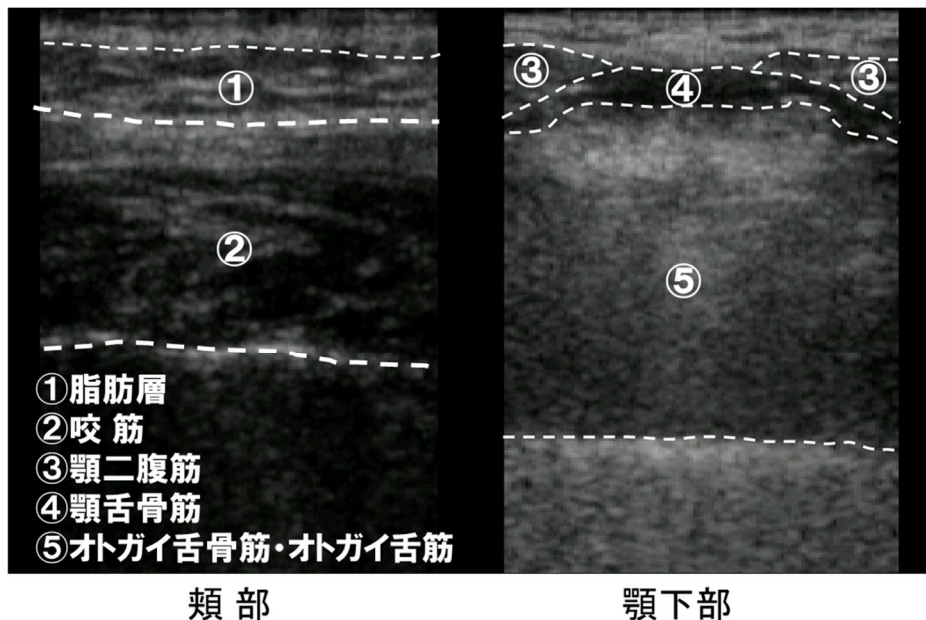 ①
②
③
③
④
⑤
①脂肪層
②咬 筋
③顎二腹筋
④顎舌骨筋
⑤オトガイ舌骨筋・オトガイ舌筋
頬 部
顎下部